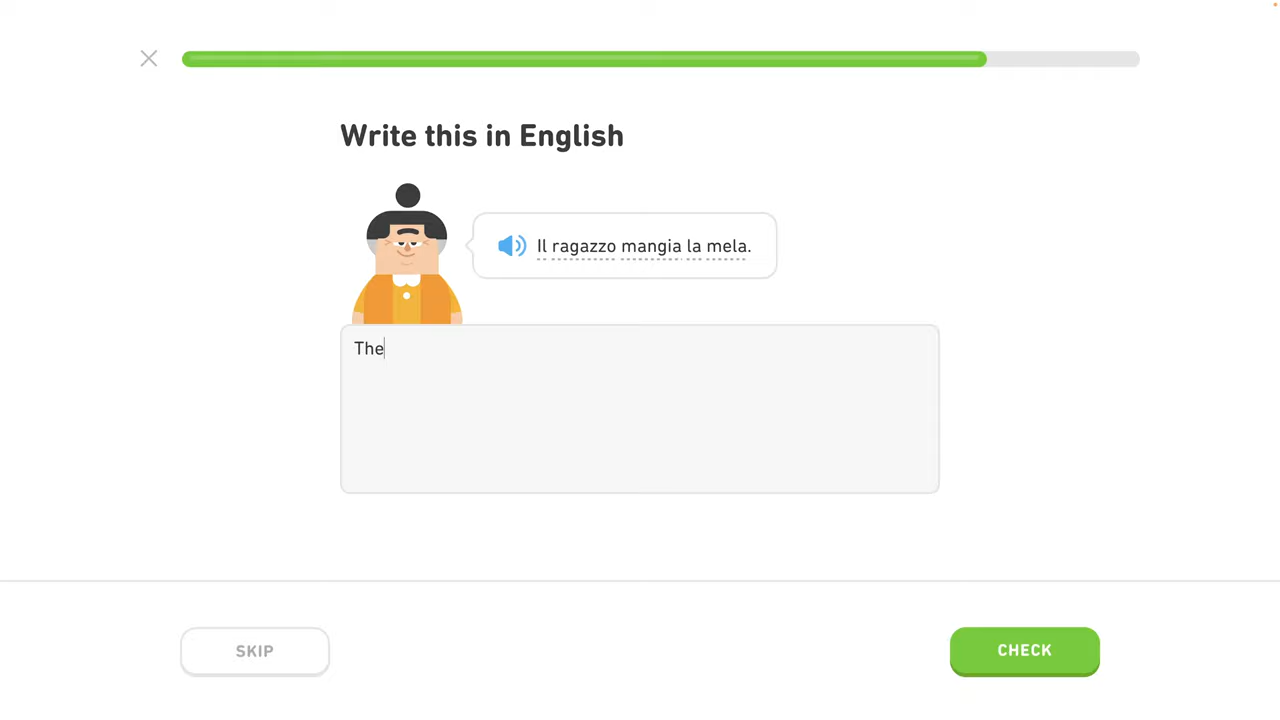 Write this in English
Il ragazzo mangia la mela.
The
SKIP
CHECK